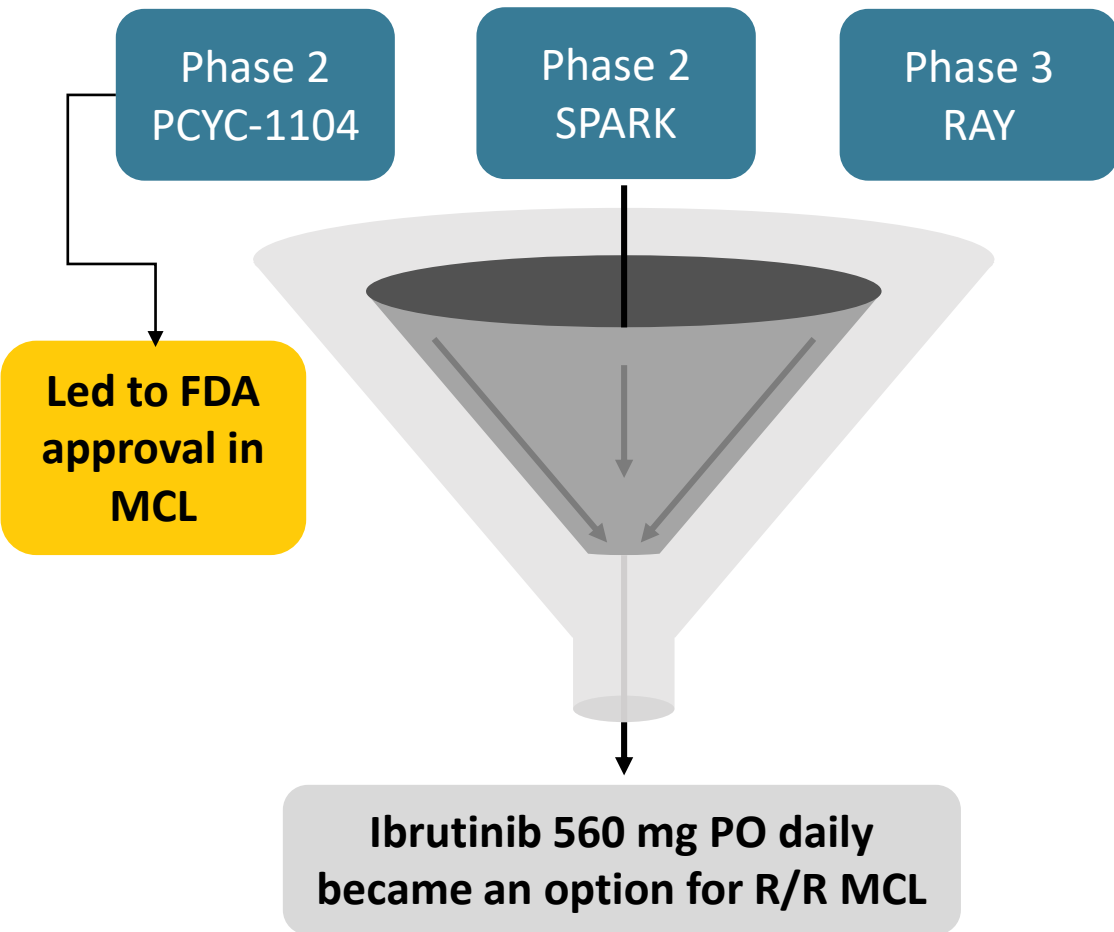 Phase 2
PCYC-1104
Phase 2
SPARK
Phase 3
RAY
Led to FDA
approval in
MCL
Ibrutinib 560 mg PO daily
became an option for R/R MCL